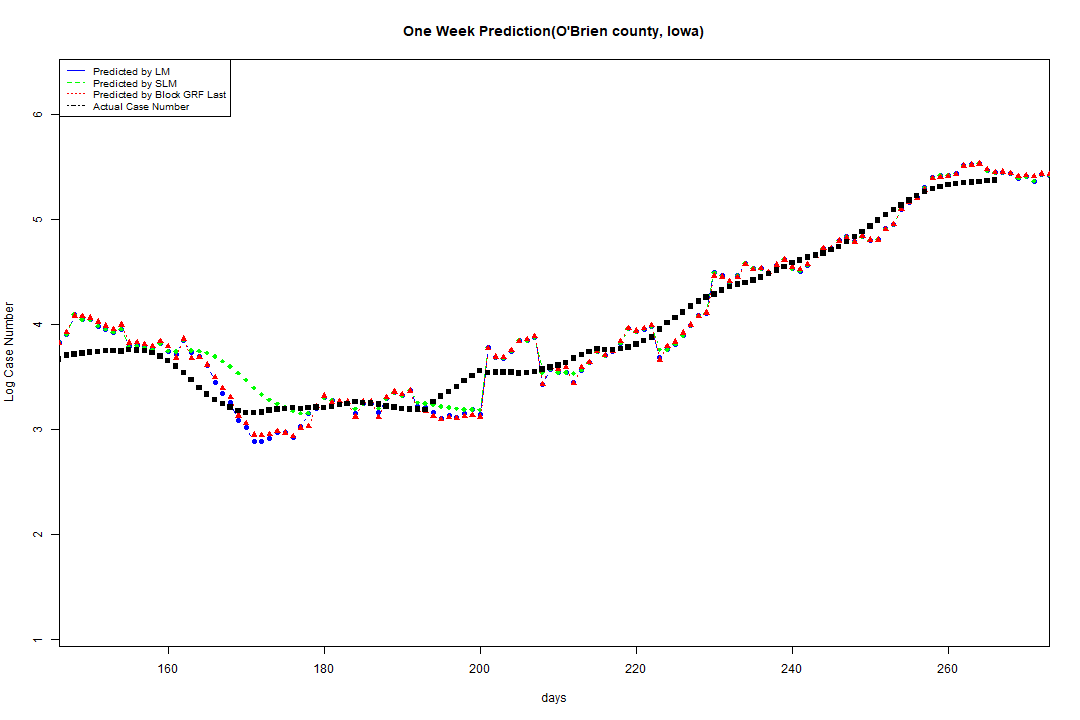 One Week Prediction(O'Brien county, Iowa)
Predicted by LM
Predicted by SLM
Predicted by Block GRF Last
Actual Case Number
Log Case Number
6
5
4
3
2
1
160 180 200 220 240 260
days